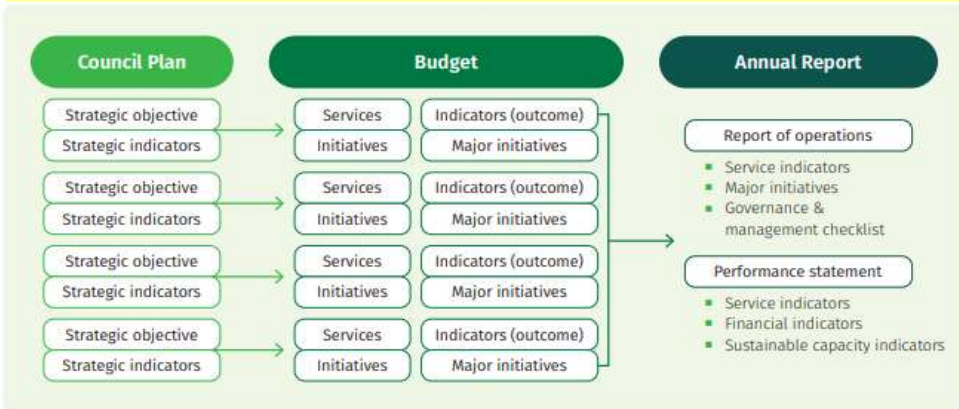 Council Plan
Strategic objective
Strategic indicators
Strategic objective
Strategic indicators
Strategic objective
Strategic indicators
Strategic objective
Strategic indicators
Budget
Services
Initiatives
Indicators (outcome)
Major initiatives
Services
Initiatives
Indicators (outcome)
Major initiatives
Services
Initiatives
Indicators (outcome)
Major initiatives
Services
Initiatives
Indicators (outcome)
Major initiatives
Annual Report
Report of operations
Service indicators
Major initiatives
Governance &
management checklist
Performance statement
Service indicators
Financial indicators
Sustainable capacity indicators